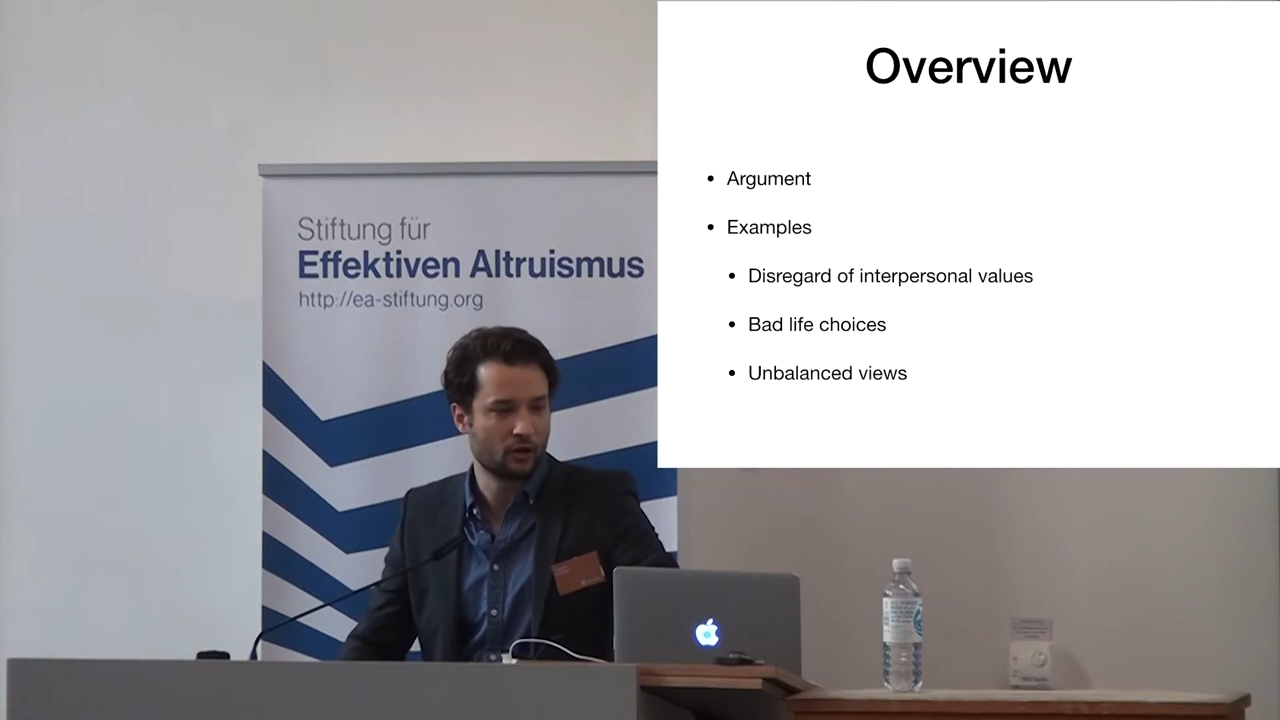 Overview
• Argument
• Examples
• Disregard of interpersonal values
• Bad life choices
• Unbalanced views
Stiftung für
Effektiven Altruismus
http://ea-stiftung.org